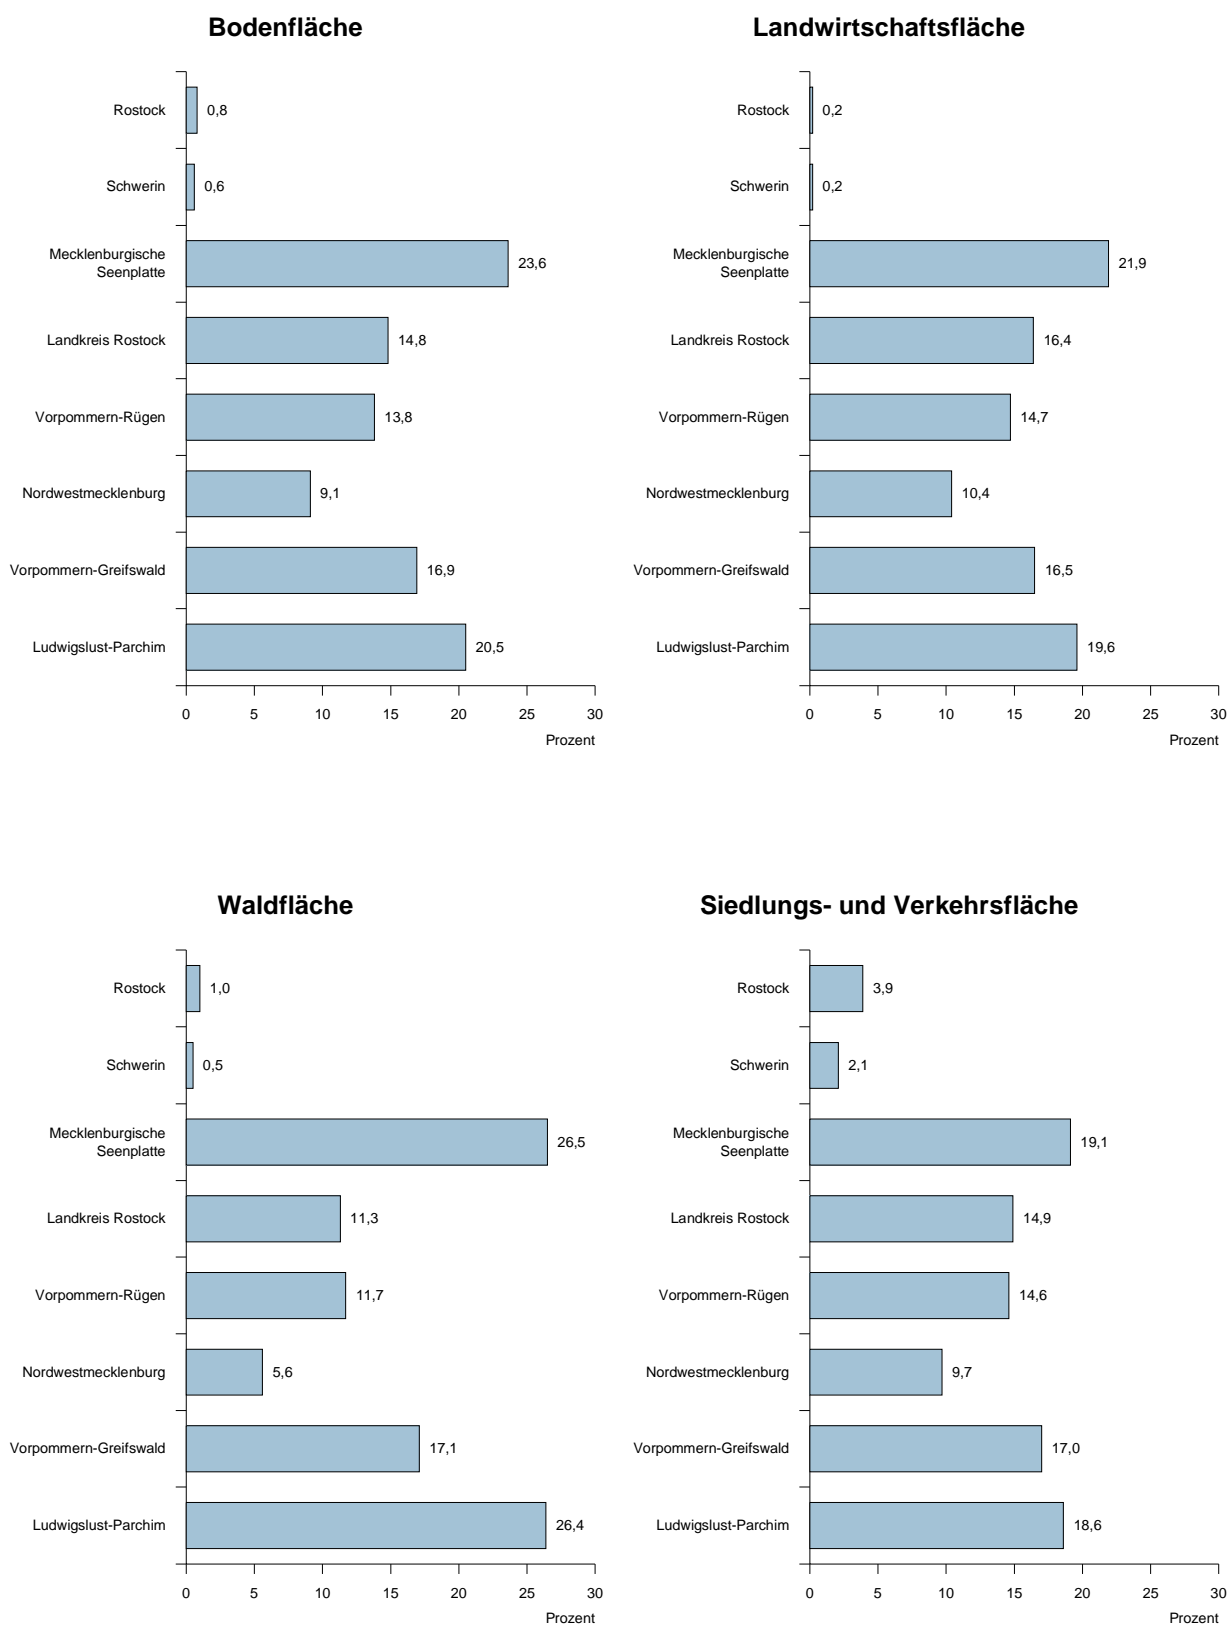 Bodenfläche
Rostock
0,8
Schwerin
0,6
Mecklenburgische
Seenplatte
23,6
Landkreis Rostock
14,8
Vorpommern-Rügen
13,8
Nordwestmecklenburg
9,1
Vorpommern-Greifswald
16,9
Ludwigslust-Parchim
20,5
0 5 10 15 20 25 30
Prozent
Landwirtschaftsfläche
Rostock
0,2
Schwerin
0,2
Mecklenburgische
Seenplatte
21,9
Landkreis Rostock
16,4
Vorpommern-Rügen
14,7
Nordwestmecklenburg
10,4
Vorpommern-Greifswald
16,5
Ludwigslust-Parchim
19,6
0 5 10 15 20 25 30
Prozent
Waldfläche
Rostock
1,0
Schwerin
0,5
Mecklenburgische
Seenplatte
26,5
Landkreis Rostock
11,3
Vorpommern-Rügen
11,7
Nordwestmecklenburg
5,6
Vorpommern-Greifswald
17,1
Ludwigslust-Parchim
26,4
0 5 10 15 20 25 30
Prozent
Siedlungs- und Verkehrsfläche
Rostock
3,9
Schwerin
2,1
Mecklenburgische
Seenplatte
19,1
Landkreis Rostock
14,9
Vorpommern-Rügen
14,6
Nordwestmecklenburg
9,7
Vorpommern-Greifswald
17,0
Ludwigslust-Parchim
18,6
0 5 10 15 20 25 30
Prozent